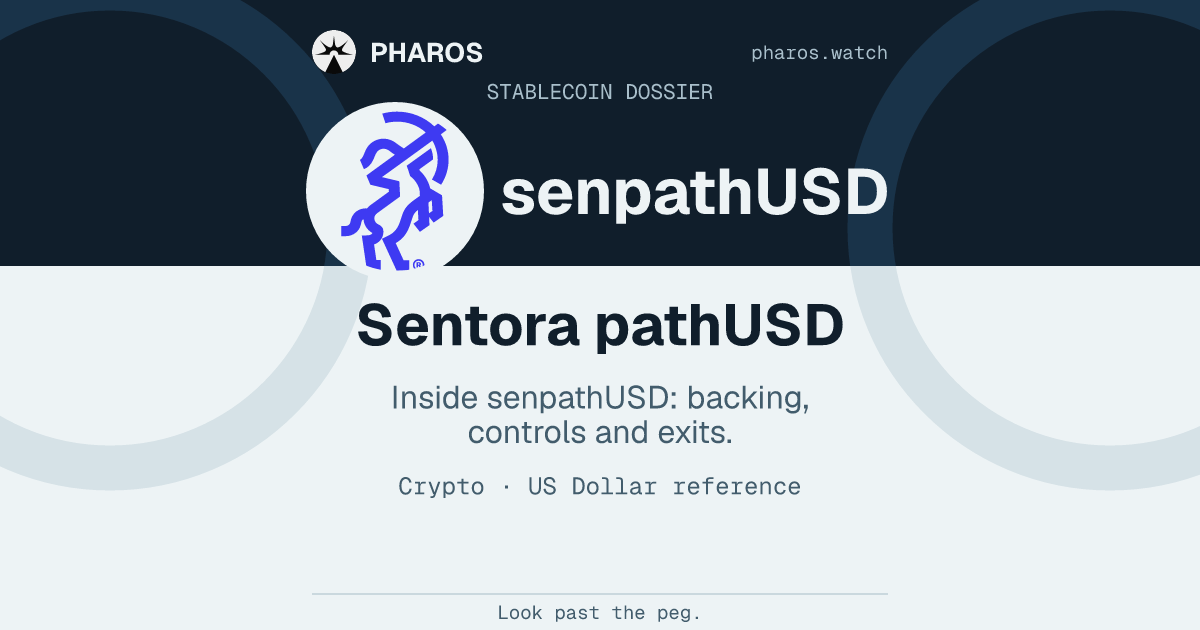 PHAROS
pharos.watch
STABLECOIN DOSSIER
senpathUSD
®
Sentora pathUSD
Inside senpathUSD: backing,
controls and exits.
Crypto · US Dollar reference
Look past the peg.